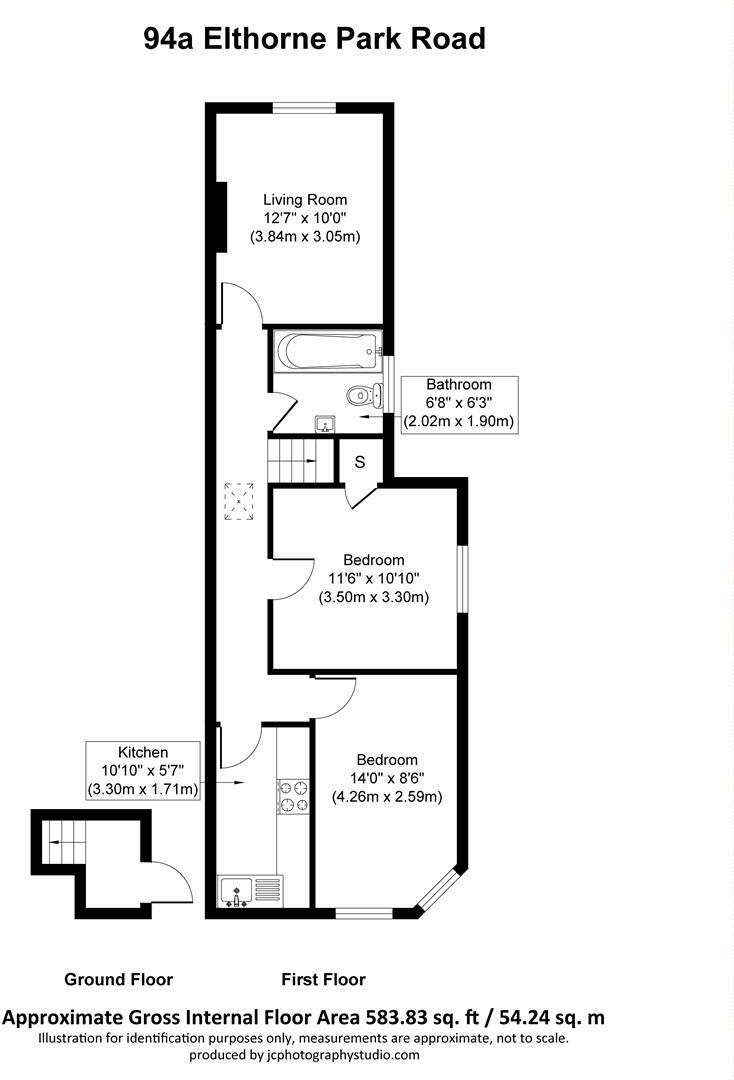 94a Elthorne Park Road
Living Room
12'7" x 10'0"
(3.84m x 3.05m)
Bathroom
6'8" x 6'3"
(2.02m x 1.90m)
S
Bedroom
11'6" x 10'10"
(3.50m x 3.30m)
Kitchen
10'10" x 5'7"
(3.30m x 1.71m)
Bedroom
14'0" x 8'6"
(4.26m x 2.59m)
Ground Floor
First Floor
Approximate Gross Internal Floor Area 583.83 sq. ft / 54.24 sq. m
Illustration for identification purposes only, measurements are approximate, not to scale.
produced by jcphotographystudio.com